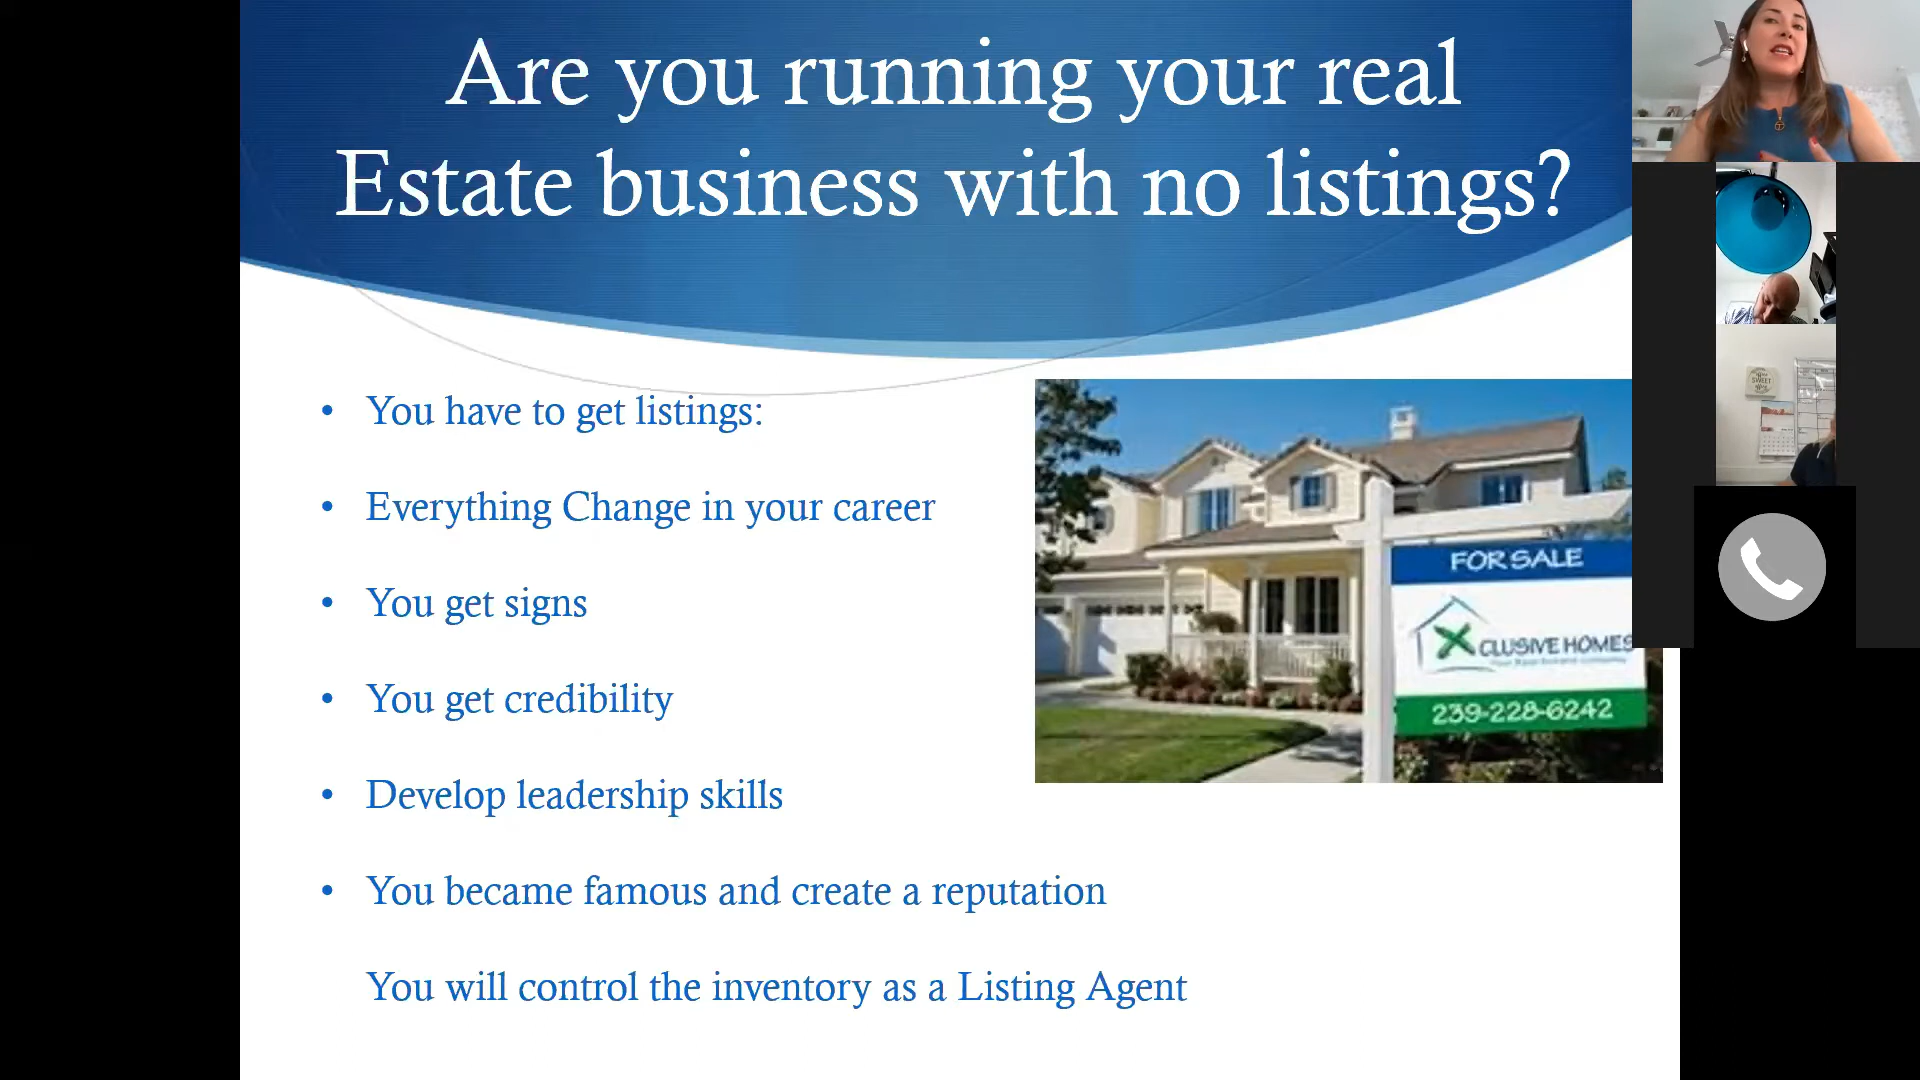 Are you running your real
Estate business with no listings?
• You have to get listings:
• Everything Change in your career
• You get signs
• You get credibility
• Develop leadership skills
• You became famous and create a reputation
You will control the inventory as a Listing Agent
FOR SALE
XCLUSIVE HOMES
239-228-6242
SWEET